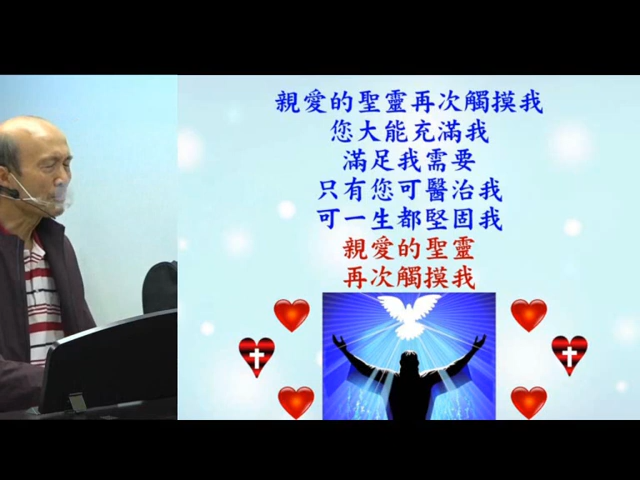 親愛的聖靈再次觸摸我
您大能充滿我
滿足我需要
只有您可醫治我
可一生都堅固我
親愛的聖靈
再次觸摸我